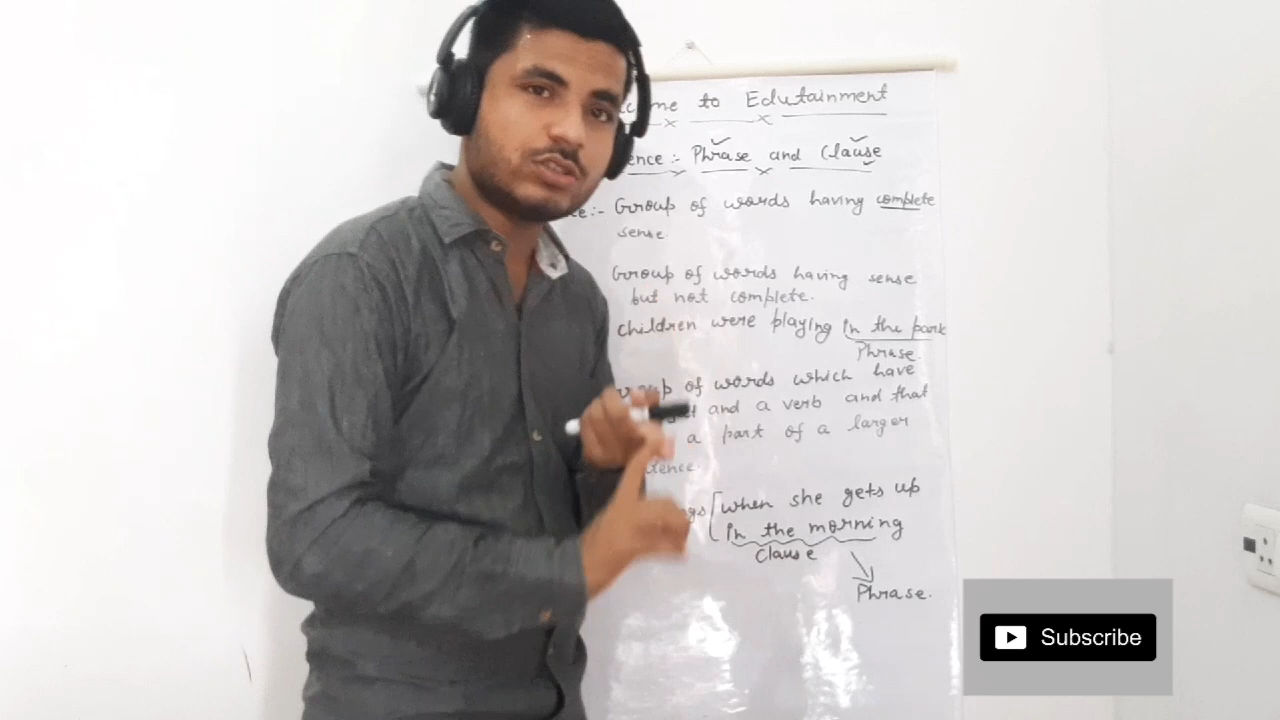 to Edutainment
Phrase and Clause
Group of words having complete
sense.
Group of words having sense
but not complete.
children were playing in the park
Phrase.
of words which have
and a verb and that
a part of a larger
[when she gets up
in the morning
Clause
Phrase.
Subscribe